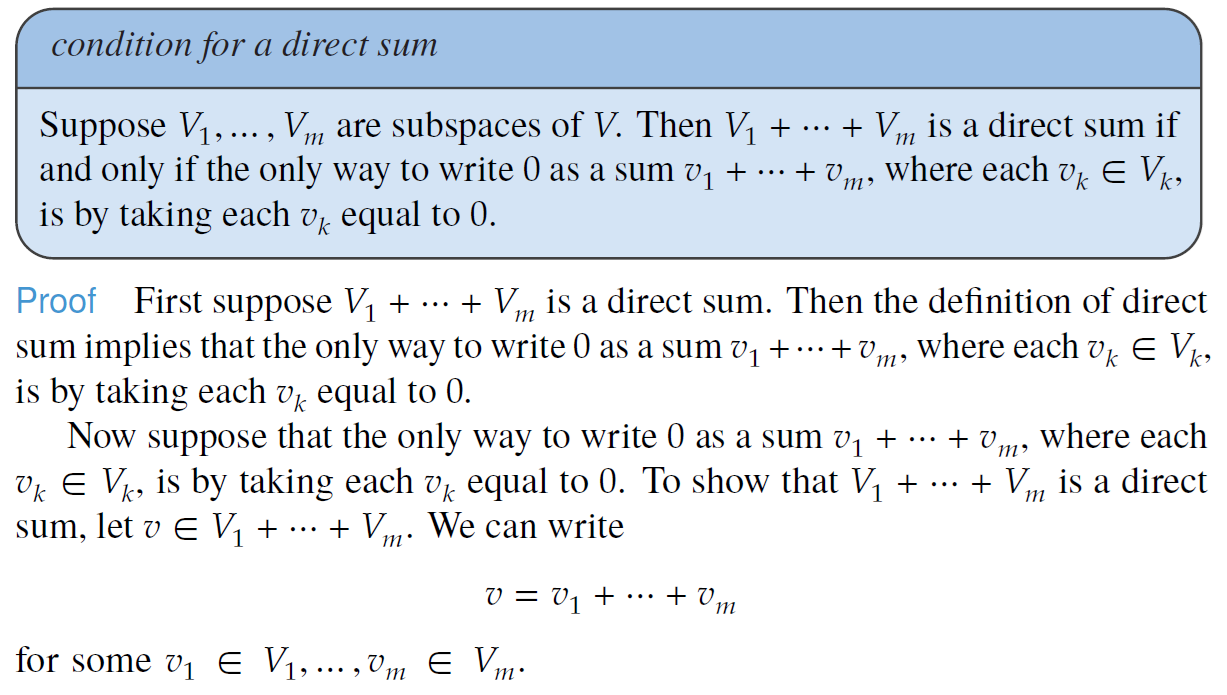 condition for a direct sum
Suppose V₁, … , Vₘ are subspaces of V. Then V₁ + ⋯ + Vₘ is a direct sum if
and only if the only way to write 0 as a sum v₁ + ⋯ + vₘ, where each vₖ ∈ Vₖ,
is by taking each vₖ equal to 0.
Proof First suppose V₁ + ⋯ + Vₘ is a direct sum. Then the definition of direct
sum implies that the only way to write 0 as a sum v₁ + ⋯ + vₘ, where each vₖ ∈ Vₖ,
is by taking each vₖ equal to 0.
Now suppose that the only way to write 0 as a sum v₁ + ⋯ + vₘ, where each
vₖ ∈ Vₖ, is by taking each vₖ equal to 0. To show that V₁ + ⋯ + Vₘ is a direct
sum, let v ∈ V₁ + ⋯ + Vₘ. We can write
v = v₁ + ⋯ + vₘ
for some v₁ ∈ V₁, … , vₘ ∈ Vₘ.